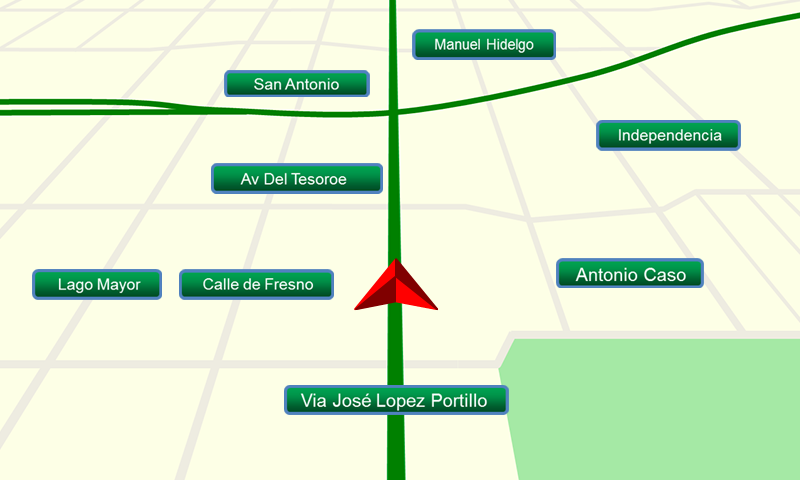 Manuel Hidelgo
San Antonio
Independencia
Av Del Tesoroe
Antonio Caso
Lago Mayor
Calle de Fresno
Via José Lopez Portillo